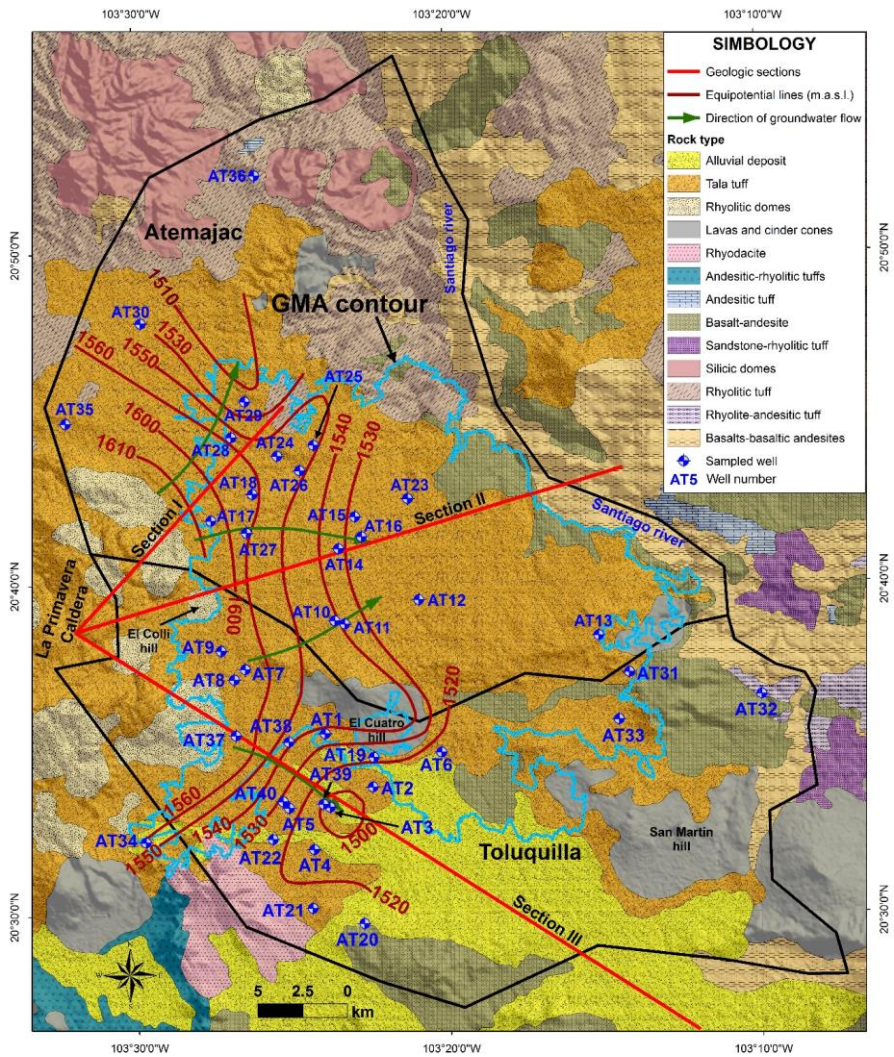 103°30'0"W
103°20'0"W
103°10'0"W
SIMBOLOGY
Geologic sections
Equipotential lines (m.a.s.l.)
Direction of groundwater flow
Rock type
Alluvial deposit
Tala tuff
Rhyolitic domes
Lavas and cinder cones
Rhyodacite
Andesitic-rhyolitic tuffs
Andesitic tuff
Basalt-andesite
Sandstone-rhyolitic tuff
Silicic domes
Rhyolitic tuff
Rhyolite-andesitic tuff
Basalts-basaltic andesites
Sampled well
AT5 Well number
20°50'0"N
20°50'0"N
AT36
Atemajac
Santiago river
GMA contour
1510
AT30
1530
1550
1560
AT25
AT35
1600
1540
1530
AT29
AT24
AT28
1610
AT26
AT18
AT23
Section I
Section II
AT17
AT15
AT16
Santiago river
AT27
AT14
20°40'0"N
20°40'0"N
La Primavera
Caldera
El Colli
hill
600
AT12
AT10
AT11
AT13
AT9
AT7
AT8
1520
AT31
AT32
AT38
AT1
El Cuatro
hill
AT37
AT33
AT19
AT6
AT39
AT2
1560
AT40
1540
AT5
AT3
1530
1500
AT34
1550
AT22
AT4
Toluquilla
San Martín
hill
1520
AT21
AT20
Section III
20°30'0"N
20°30'0"N
5 2.5 0
km
103°30'0"W
103°20'0"W
103°10'0"W